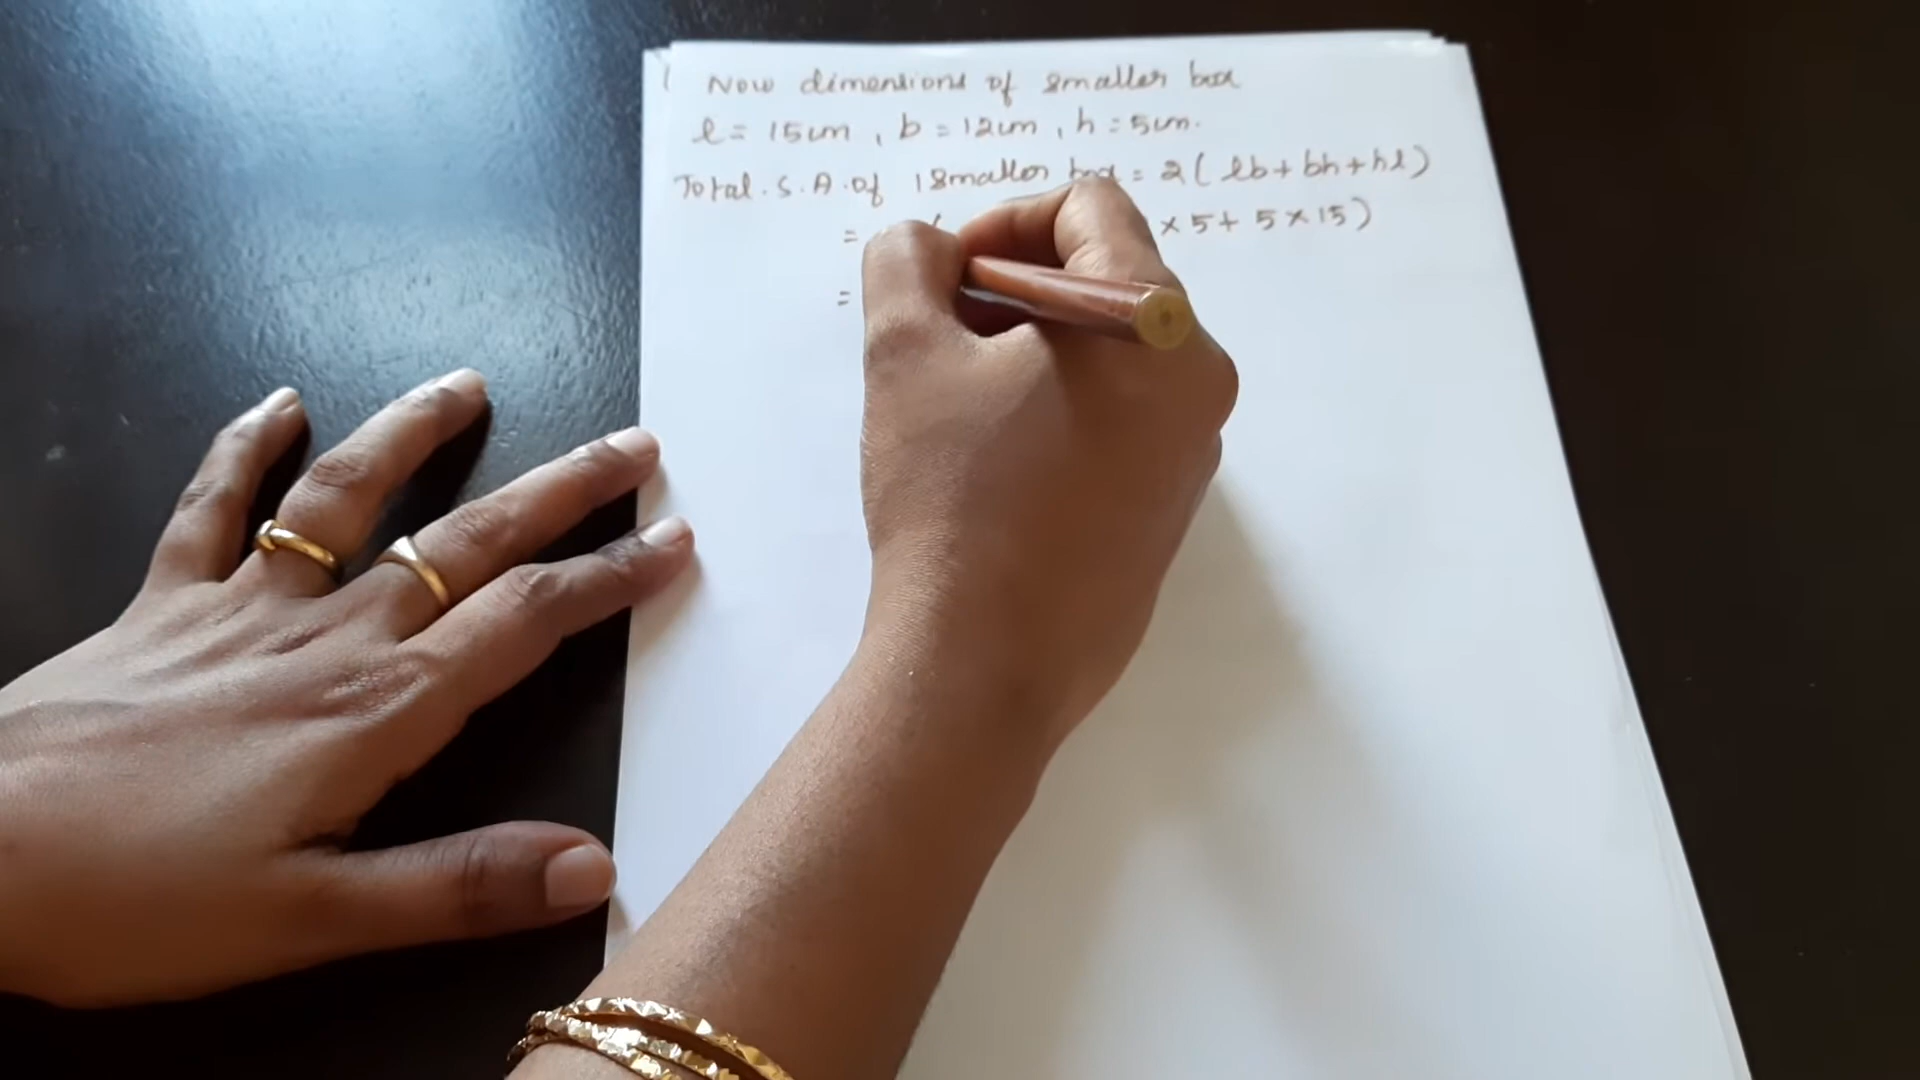 Now dimensions of smaller box
l = 15cm , b = 12cm , h = 5cm.
Total . S . A . of 1 Smaller box = 2 ( lb + bh + hl )
= ( × 5 + 5 × 15 )
=